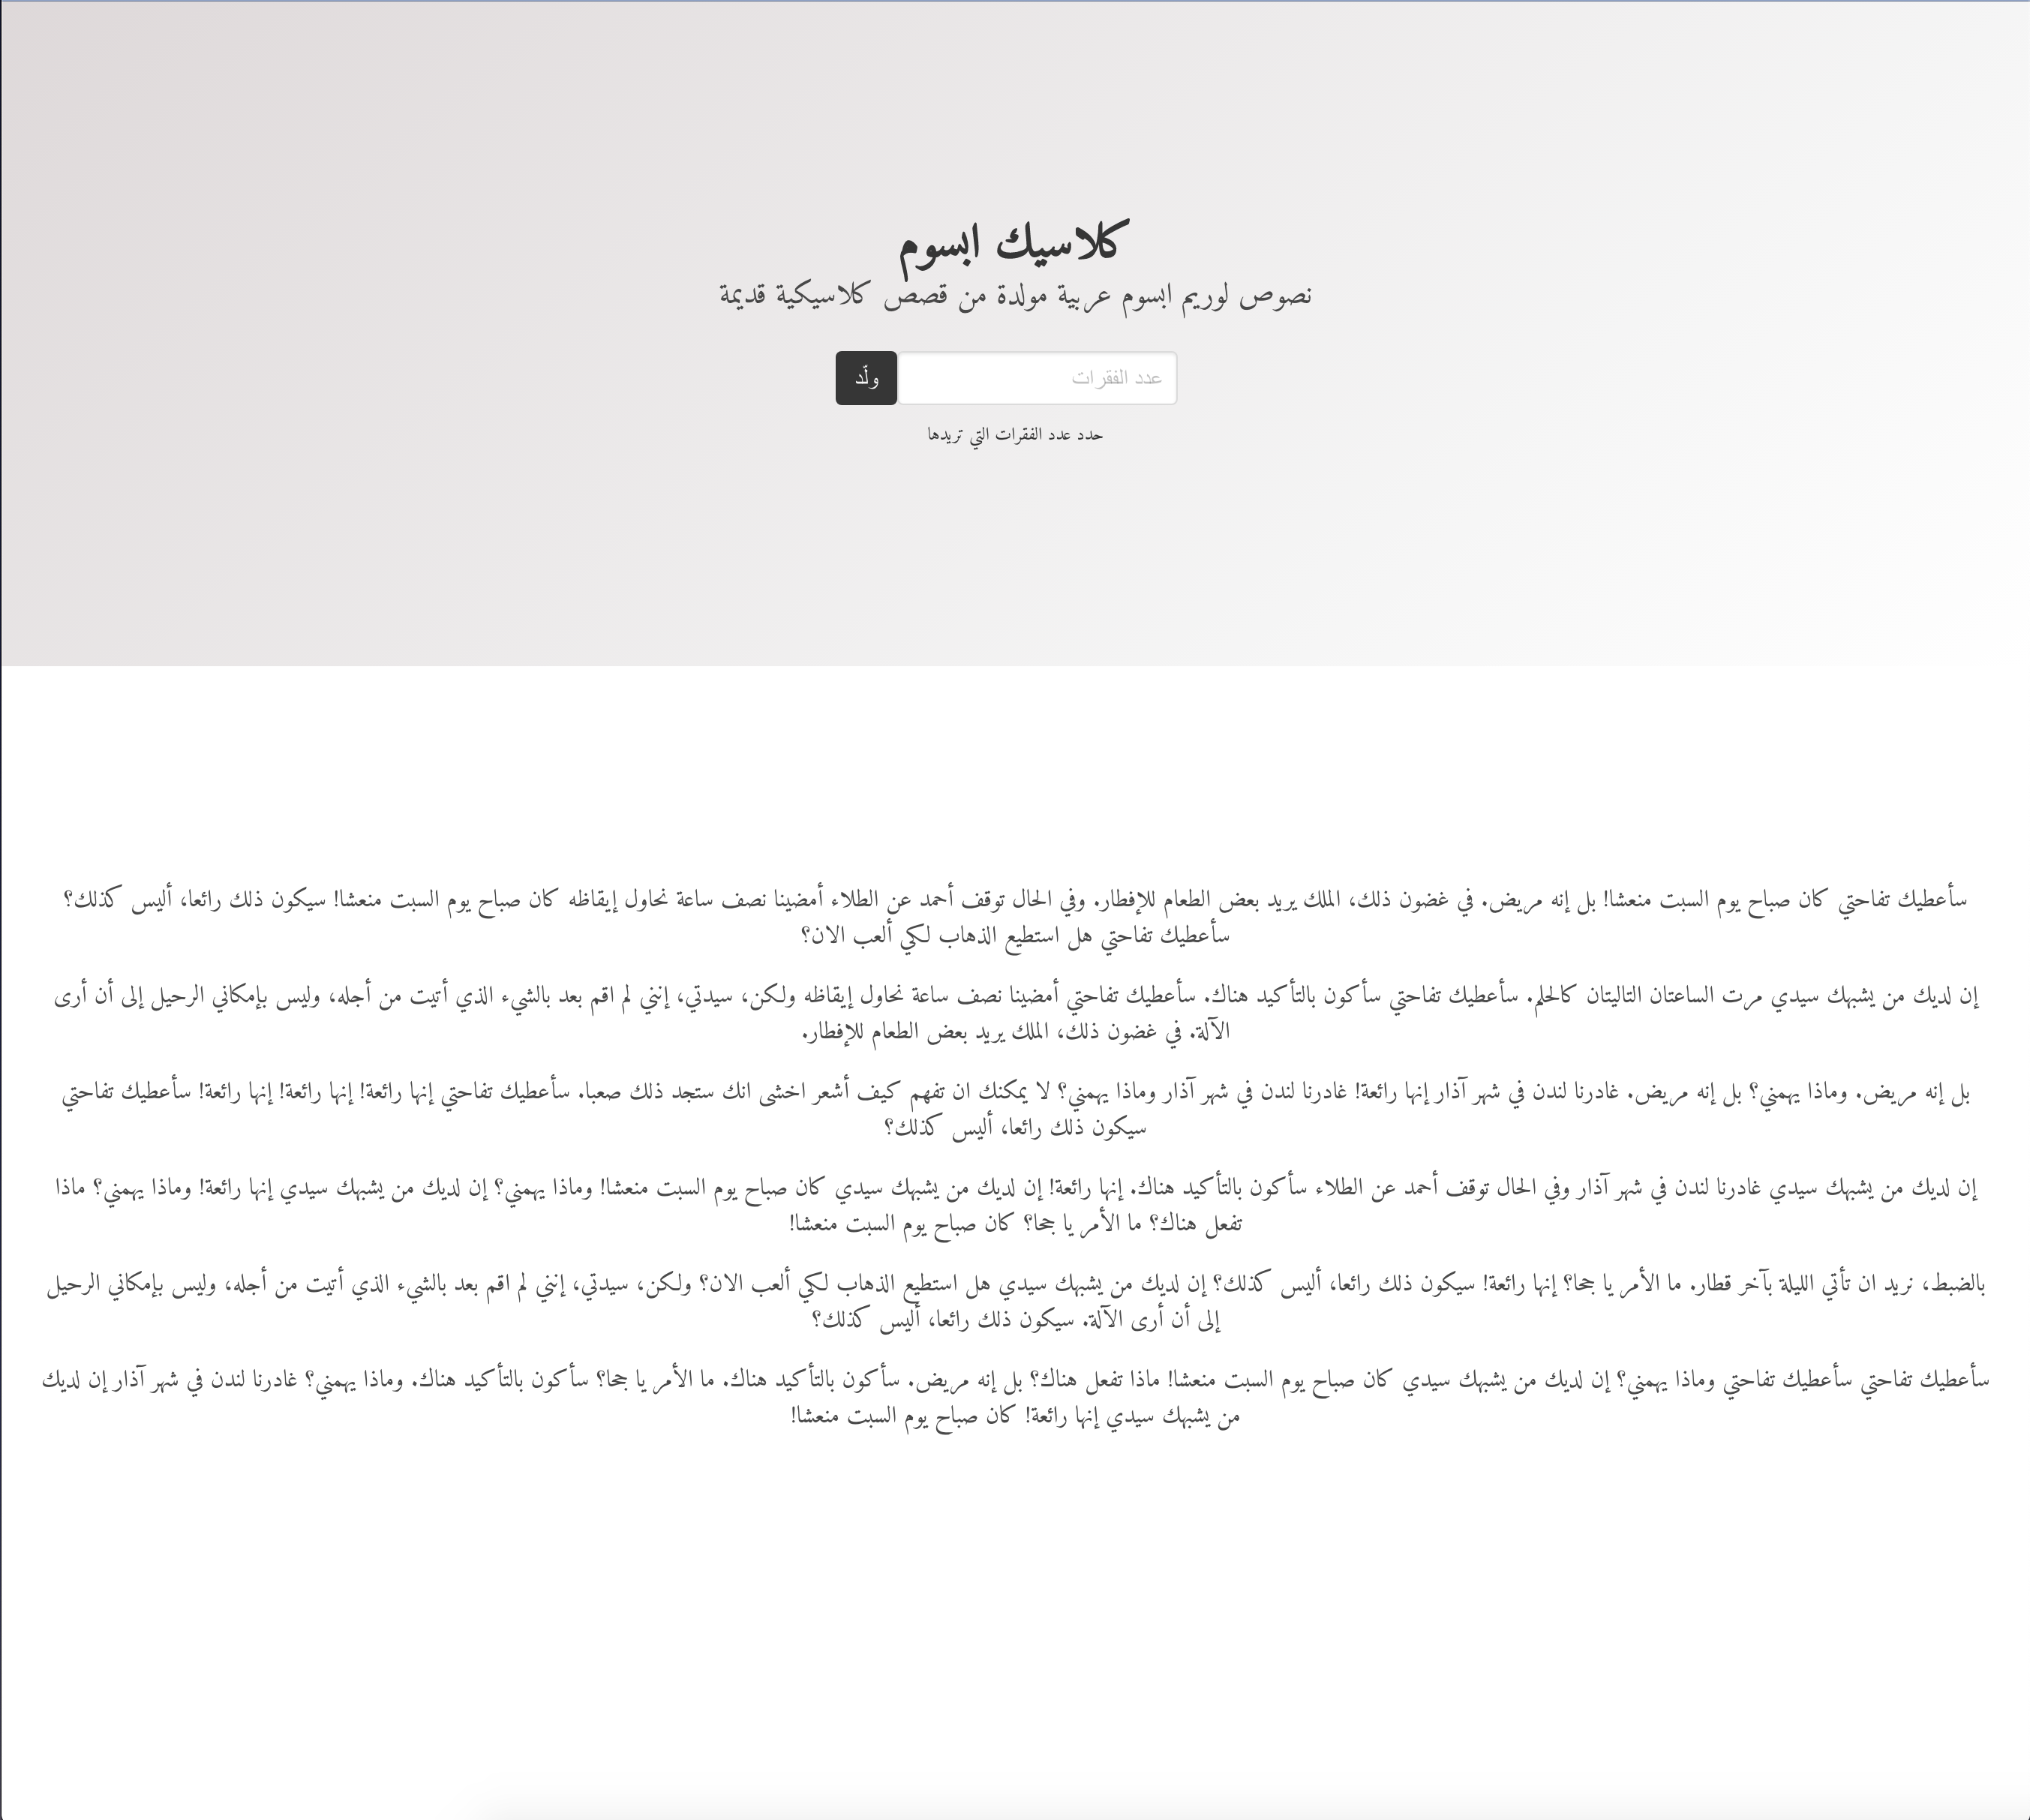 كلاسيك ابسوم
نصوص لوريم ابسوم عربية مولدة من قصص كلاسيكية قديمة
عدد الفقرات
ولّد
حدد عدد الفقرات التي تريدها
سأعطيك تفاحتي كان صباح يوم السبت منعشا! بل إنه مريض. في غضون ذلك، الملك يريد بعض الطعام للإفطار. وفي الحال توقف أحمد عن الطلاء أمضينا نصف ساعة نحاول إيقاظه كان صباح يوم السبت منعشا! سيكون ذلك رائعا، أليس كذلك؟
سأعطيك تفاحتي هل استطيع الذهاب لكي ألعب الان؟
إن لديك من يشبهك سيدي مرت الساعتان التاليتان كالحلم. سأعطيك تفاحتي سأكون بالتأكيد هناك. سأعطيك تفاحتي أمضينا نصف ساعة نحاول إيقاظه ولكن، سيدتي، إنني لم اقم بعد بالشيء الذي أتيت من أجله، وليس بإمكاني الرحيل إلى أن أرى
الآلة. في غضون ذلك، الملك يريد بعض الطعام للإفطار.
بل إنه مريض. وماذا يهمني؟ بل إنه مريض. غادرنا لندن في شهر آذار إنها رائعة! غادرنا لندن في شهر آذار وماذا يهمني؟ لا يمكنك ان تفهم كيف أشعر اخشى انك ستجد ذلك صعبا. سأعطيك تفاحتي إنها رائعة! إنها رائعة! إنها رائعة! سأعطيك تفاحتي
سيكون ذلك رائعا، أليس كذلك؟
إن لديك من يشبهك سيدي غادرنا لندن في شهر آذار وفي الحال توقف أحمد عن الطلاء سأكون بالتأكيد هناك. إنها رائعة! إن لديك من يشبهك سيدي كان صباح يوم السبت منعشا! وماذا يهمني؟ إن لديك من يشبهك سيدي إنها رائعة! وماذا يهمني؟ ماذا
تفعل هناك؟ ما الأمر يا جحا؟ كان صباح يوم السبت منعشا!
بالضبط، نريد ان تأتي الليلة بآخر قطار. ما الأمر يا جحا؟ إنها رائعة! سيكون ذلك رائعا، أليس كذلك؟ إن لديك من يشبهك سيدي هل استطيع الذهاب لكي ألعب الان؟ ولكن، سيدتي، إنني لم اقم بعد بالشيء الذي أتيت من أجله، وليس بإمكاني الرحيل
إلى أن أرى الآلة. سيكون ذلك رائعا، أليس كذلك؟
سأعطيك تفاحتي سأعطيك تفاحتي وماذا يهمني؟ إن لديك من يشبهك سيدي كان صباح يوم السبت منعشا! ماذا تفعل هناك؟ بل إنه مريض. سأكون بالتأكيد هناك. ما الأمر يا جحا؟ سأكون بالتأكيد هناك. وماذا يهمني؟ غادرنا لندن في شهر آذار إن لديك
من يشبهك سيدي إنها رائعة! كان صباح يوم السبت منعشا!